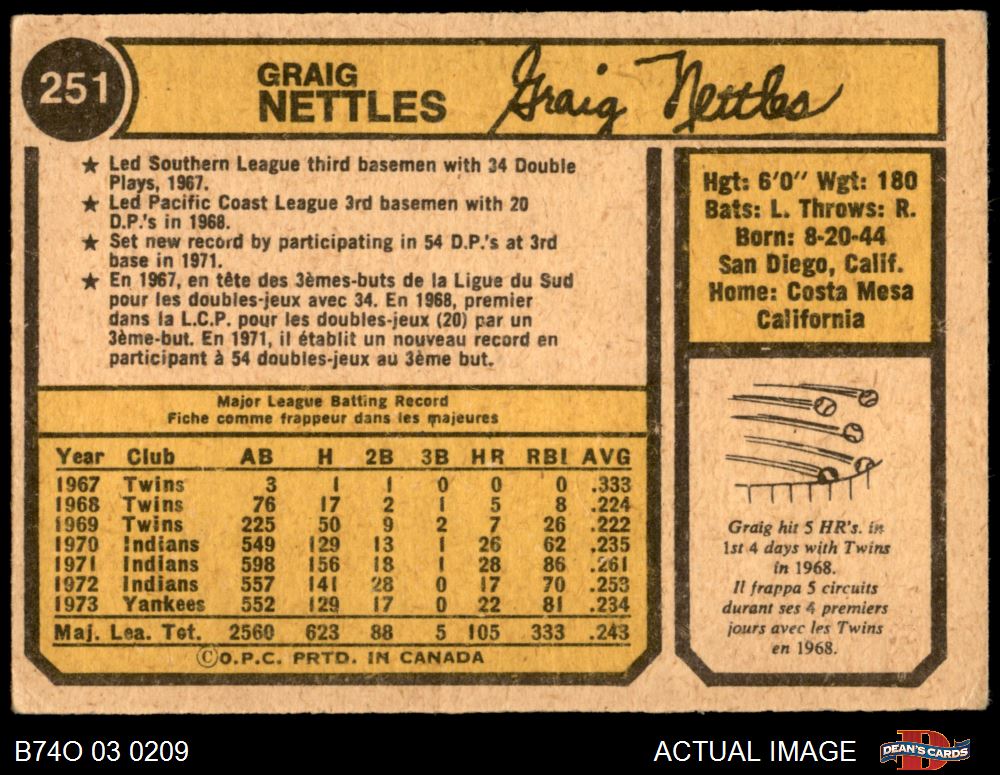 251
GRAIG
NETTLES
Graig Nettles
★ Led Southern League third basemen with 34 Double
Plays, 1967.
★ Led Pacific Coast League 3rd basemen with 20
D.P.'s in 1968.
★ Set new record by participating in 54 D.P.'s at 3rd
base in 1971.
★ En 1967, en tête des 3èmes-buts de la Ligue du Sud
pour les doubles-jeux avec 34. En 1968, premier
dans la L.C.P. pour les doubles-jeux (20) par un
3ème-but. En 1971, il établit un nouveau record en
participant à 54 doubles-jeux au 3ème but.
Hgt: 6'0" Wgt: 180
Bats: L. Throws: R.
Born: 8-20-44
San Diego, Calif.
Home: Costa Mesa
California
Major League Batting Record
Fiche comme frappeur dans les majeures
Year Club AB H 2B 3B HR RBI AVG
1967 Twins 3 1 1 0 0 0 .333
1968 Twins 76 17 2 1 5 8 .224
1969 Twins 225 50 9 2 7 26 .222
1970 Indians 549 129 13 1 26 62 .235
1971 Indians 598 156 18 1 28 86 .261
1972 Indians 557 141 28 0 17 70 .253
1973 Yankees 552 129 17 0 22 81 .234
Maj. Lea. Tot. 2560 623 88 5 105 333 .243
©O.P.C. PRTD. IN CANADA
Graig hit 5 HR's. in
1st 4 days with Twins
in 1968.
Il frappa 5 circuits
durant ses 4 premiers
jours avec les Twins
en 1968.
B74O 03 0209
ACTUAL IMAGE
DEAN'S CARDS